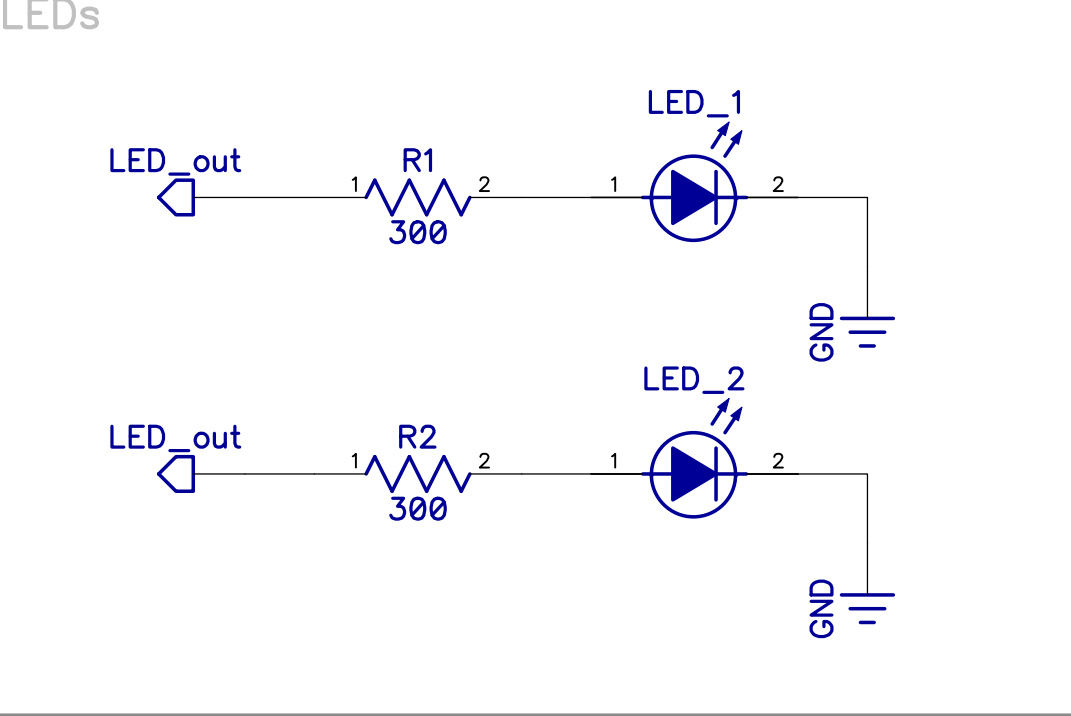 LEDs
LED_1
LED_out
R1
1
2
1
2
300
GND
LED_2
LED_out
R2
1
2
1
2
300
GND